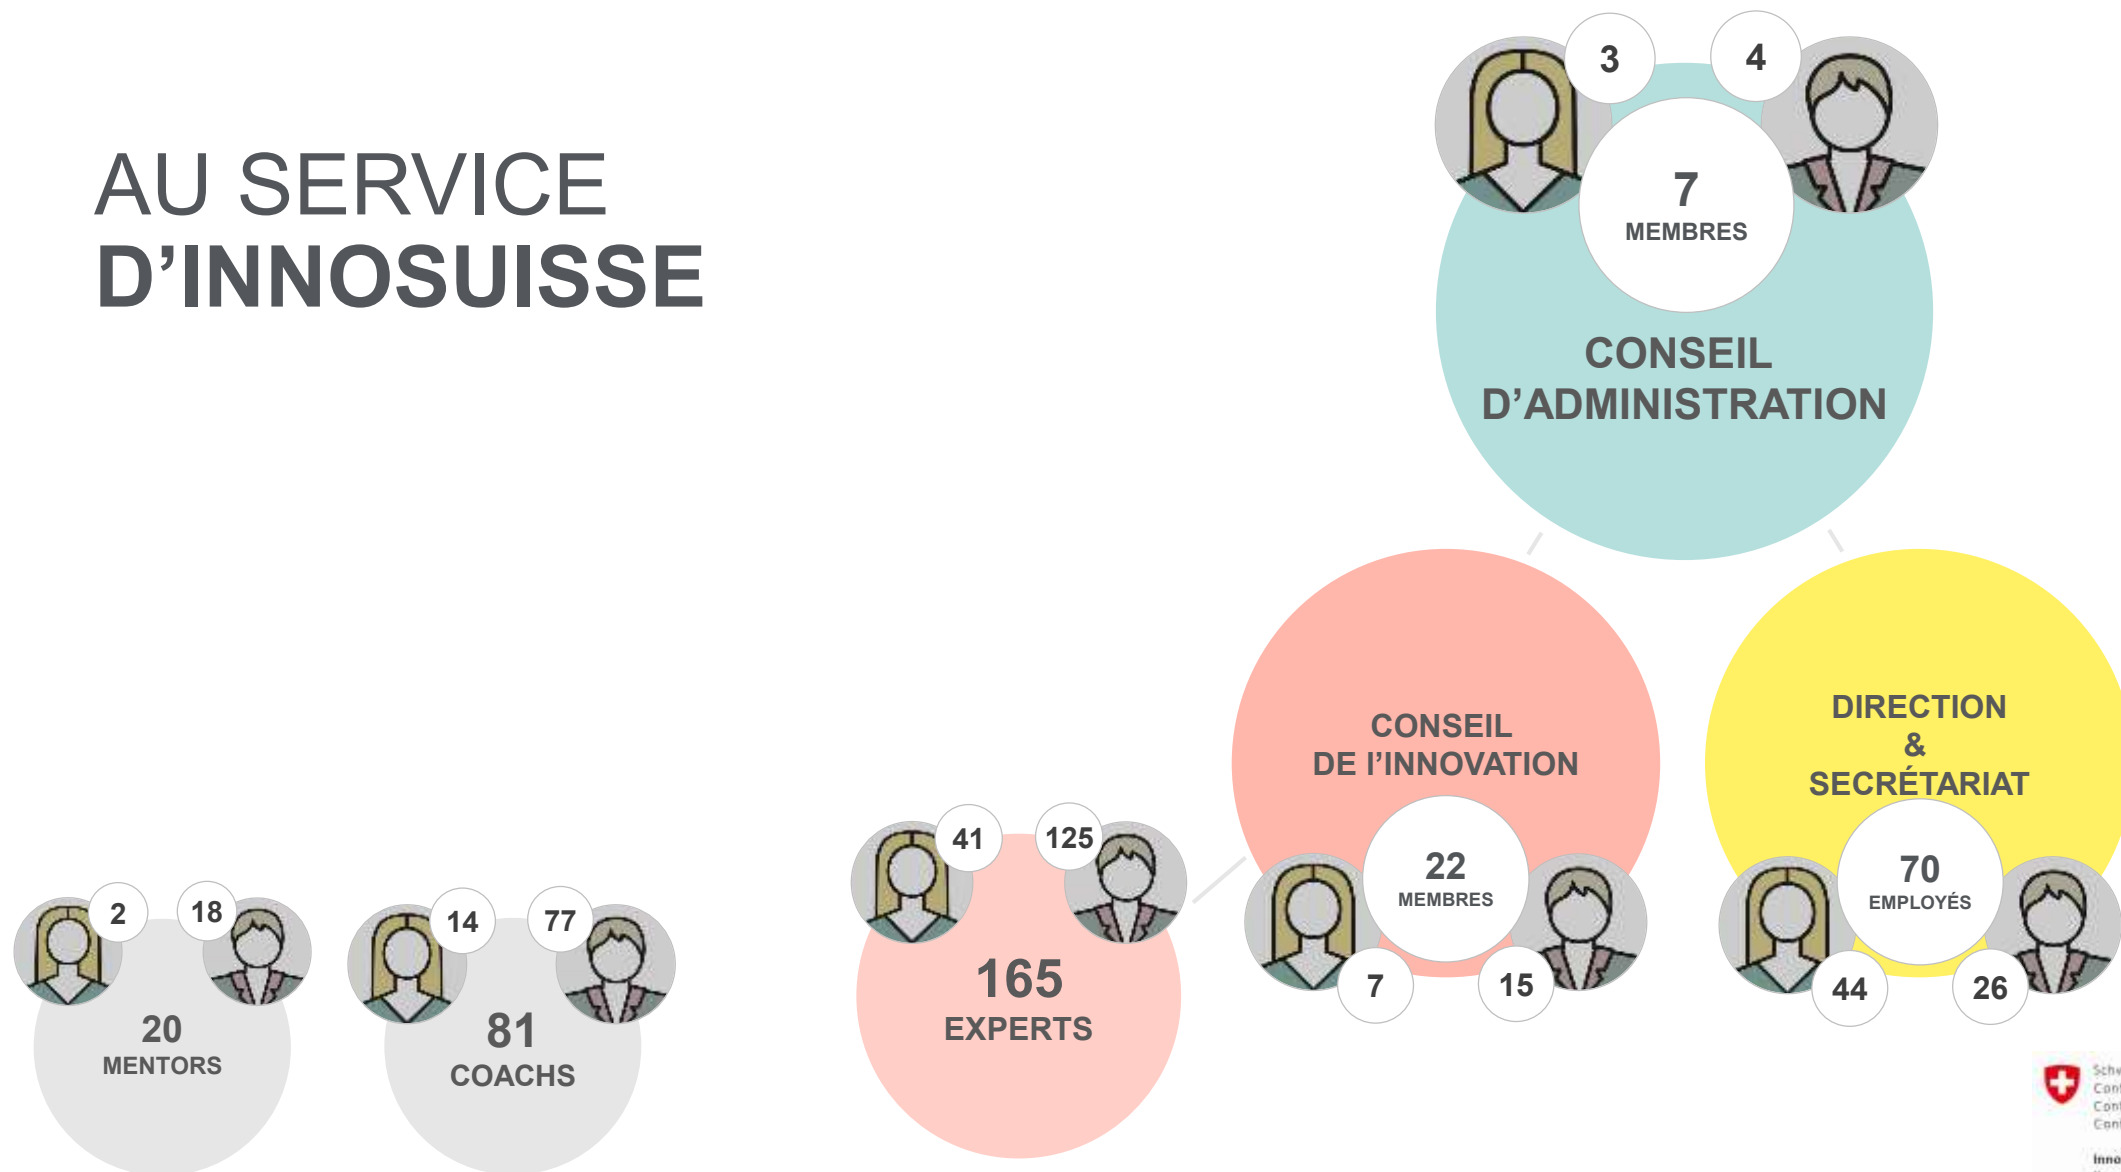 AU SERVICE
D’INNOSUISSE
3
4
7
MEMBRES
CONSEIL
D’ADMINISTRATION
CONSEIL
DE l’INNOVATION
22
MEMBRES
7
15
DIRECTION
&
SECRÉTARIAT
70
EMPLOYÉS
44
26
41
125
165
EXPERTS
2
18
20
MENTORS
14
77
81
COACHS